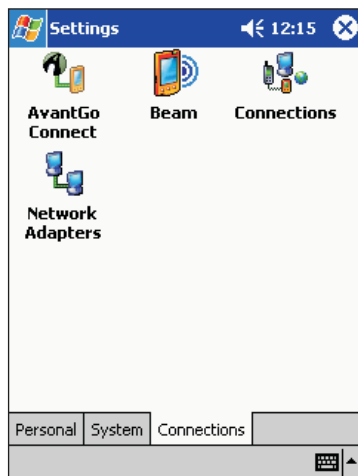 Settings 12:15
AvantGo Connect
Beam
Connections
Network Adapters
Personal System Connections